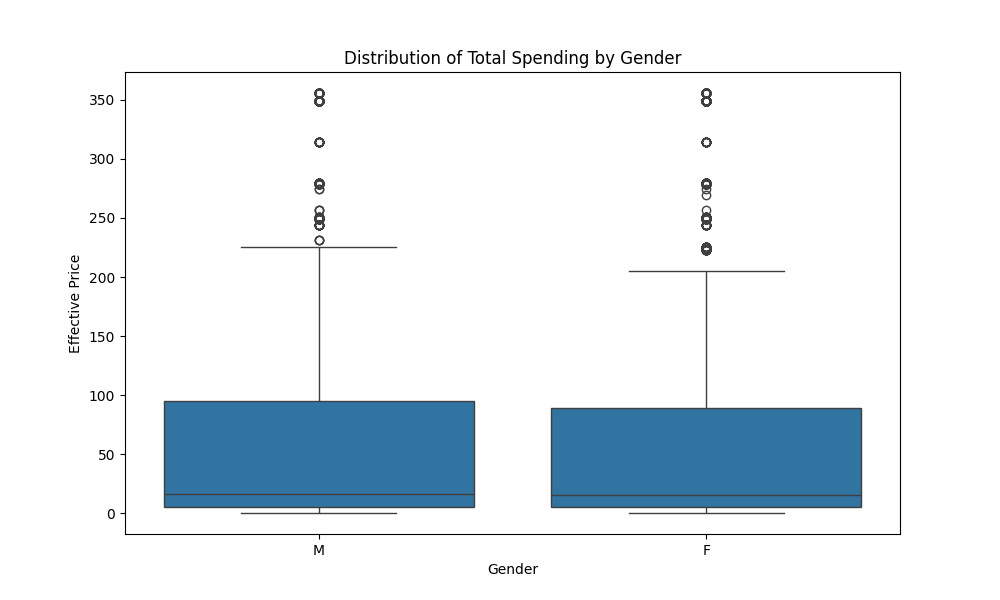 Distribution of Total Spending by Gender
350
300
250
200
150
100
50
0
Effective Price
M F
Gender